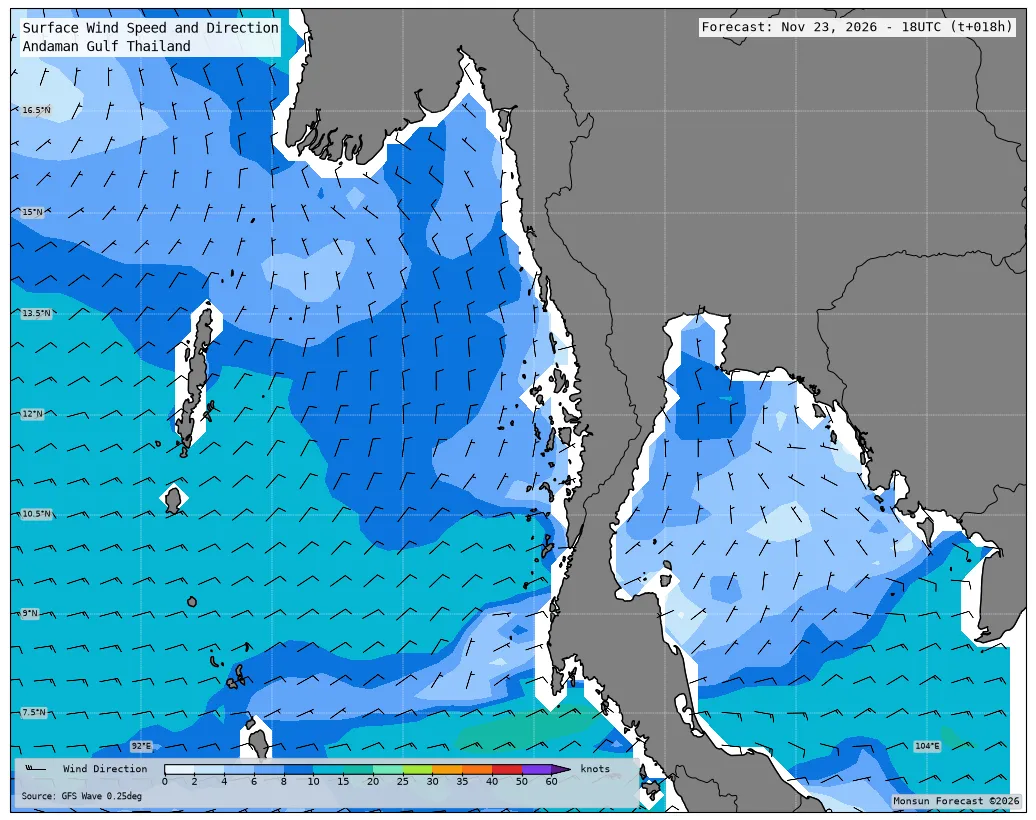 Surface Wind Speed and Direction
Andaman Gulf Thailand
Forecast: Nov 23, 2026 - 18UTC (t+018h)
16.5°N
15°N
13.5°N
12°N
10.5°N
9°N
7.5°N
92°E
104°E
Wind Direction
knots
0 2 4 6 8 10 15 20 25 30 35 40 50 60
Source: GFS Wave 0.25deg
Monsun Forecast ©2026